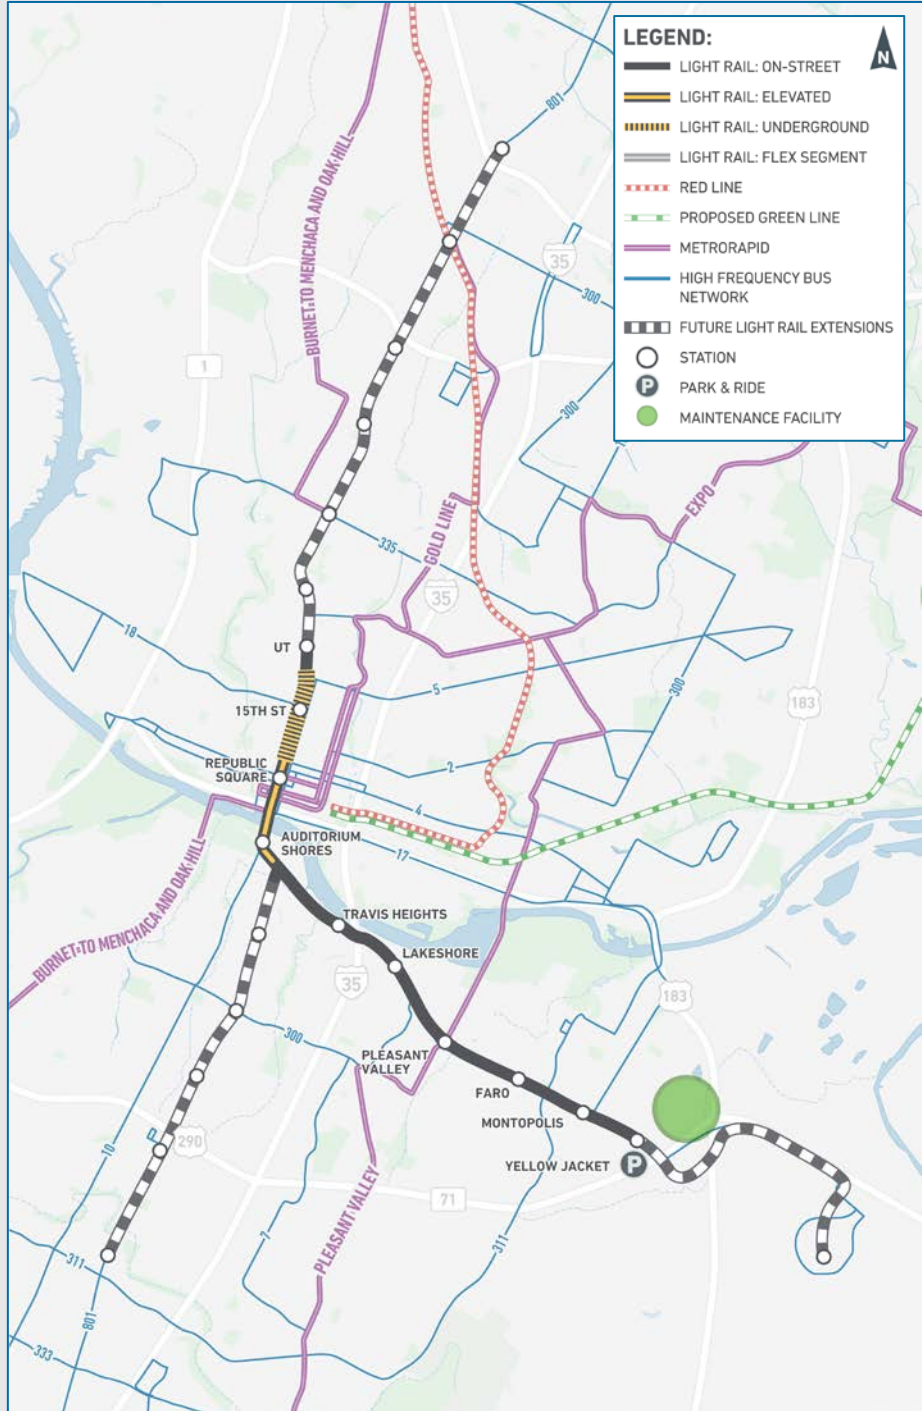 LEGEND:
N
LIGHT RAIL: ON-STREET
LIGHT RAIL: ELEVATED
LIGHT RAIL: UNDERGROUND
LIGHT RAIL: FLEX SEGMENT
RED LINE
PROPOSED GREEN LINE
METRORAPID
HIGH FREQUENCY BUS
NETWORK
FUTURE LIGHT RAIL EXTENSIONS
STATION
P PARK & RIDE
MAINTENANCE FACILITY
801
BURNET TO MENCHACA AND OAK HILL
35
300
1
300
GOLD LINE
EXPO
335
35
18
UT
5
300
15TH ST
183
REPUBLIC
SQUARE
2
4
AUDITORIUM
SHORES
17
BURNET TO MENCHACA AND OAK HILL
TRAVIS HEIGHTS
LAKESHORE
35
183
300
PLEASANT
VALLEY
FARO
MONTOPOLIS
290
10
YELLOW JACKET
P
71
PLEASANT VALLEY
7
311
311
801
333